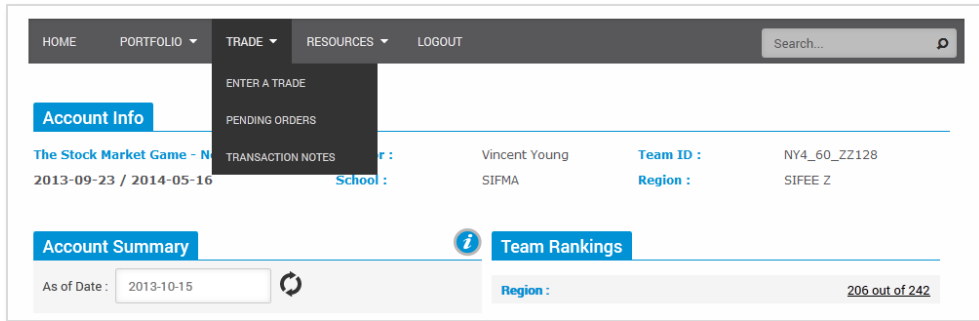 HOME PORTFOLIO TRADE RESOURCES LOGOUT Search...
ENTER A TRADE
Account Info
PENDING ORDERS
The Stock Market Game - N r : Vincent Young Team ID : NY4_60_ZZ128
TRANSACTION NOTES
2013-09-23 / 2014-05-16 School : SIFMA Region : SIFEE Z
Account Summary i Team Rankings
As of Date : 2013-10-15 Region : 206 out of 242